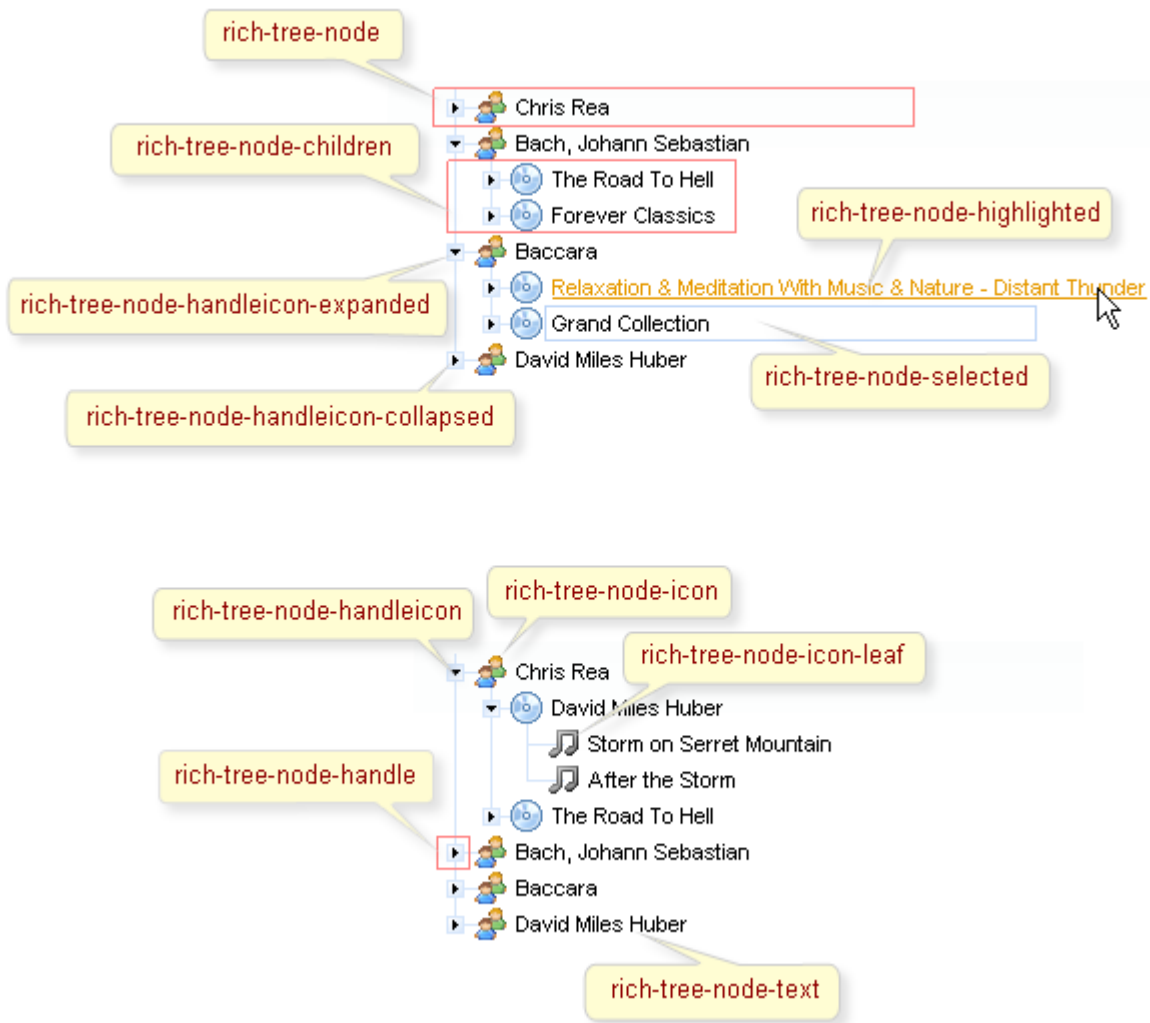 rich-tree-node
Chris Rea
rich-tree-node-children
Bach, Johann Sebastian
The Road To Hell
Forever Classics
rich-tree-node-highlighted
Baccara
rich-tree-node-handleicon-expanded
Relaxation & Meditation With Music & Nature - Distant Thunder
Grand Collection
David Miles Huber
rich-tree-node-selected
rich-tree-node-handleicon-collapsed
rich-tree-node-icon
rich-tree-node-handleicon
rich-tree-node-icon-leaf
Chris Rea
David Miles Huber
Storm on Serret Mountain
rich-tree-node-handle
After the Storm
The Road To Hell
Bach, Johann Sebastian
Baccara
David Miles Huber
rich-tree-node-text